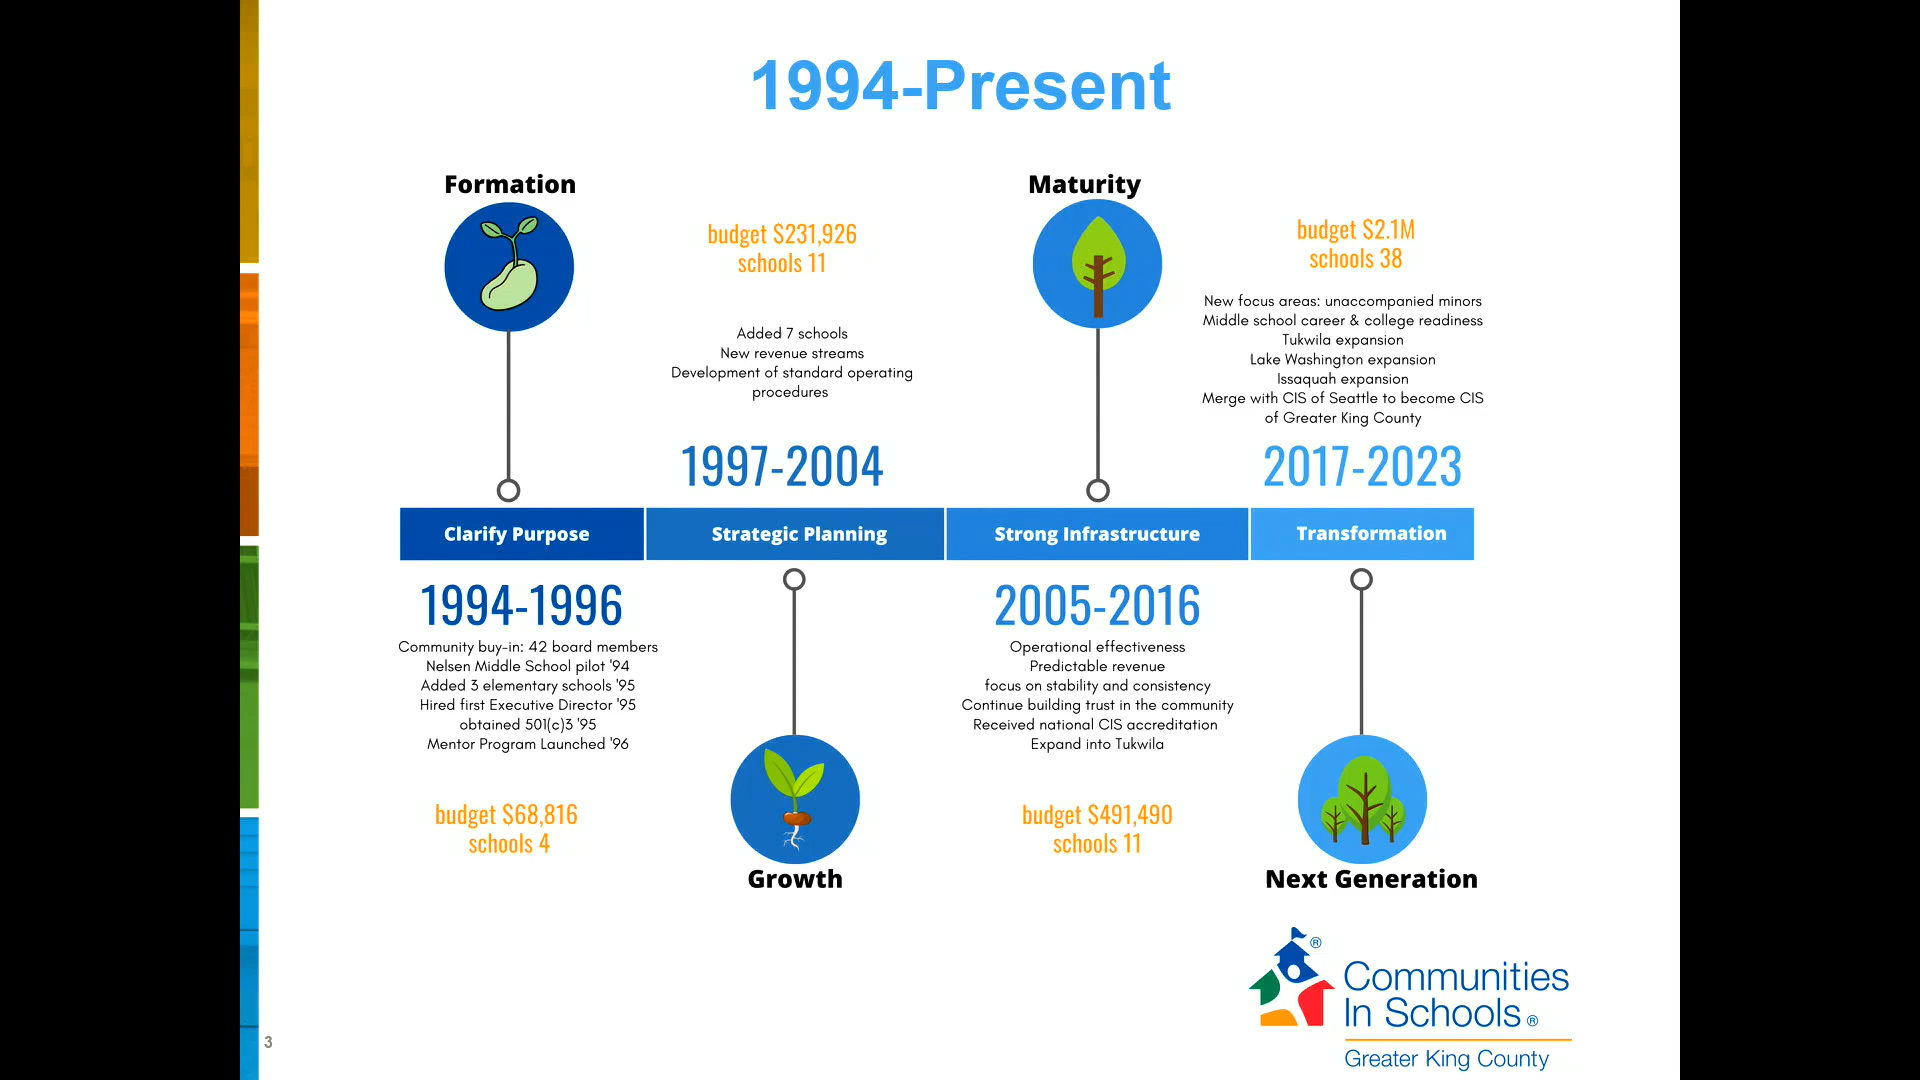 1994-Present
Formation
Maturity
budget $231,926
schools 11
budget $2.1M
schools 38
Added 7 schools
New revenue streams
Development of standard operating
procedures
New focus areas: unaccompanied minors
Middle school career & college readiness
Tukwila expansion
Lake Washington expansion
Issaquah expansion
Merge with CIS of Seattle to become CIS
of Greater King County
1997-2004
2017-2023
Clarify Purpose
Strategic Planning
Strong Infrastructure
Transformation
1994-1996
Community buy-in: 42 board members
Nelsen Middle School pilot '94
Added 3 elementary schools '95
Hired first Executive Director '95
obtained 501(c)3 '95
Mentor Program Launched '96
budget $68,816
schools 4
2005-2016
Operational effectiveness
Predictable revenue
focus on stability and consistency
Continue building trust in the community
Received national CIS accreditation
Expand into Tukwila
budget $491,490
schools 11
Growth
Next Generation
®
Communities
In Schools ®
Greater King County
3